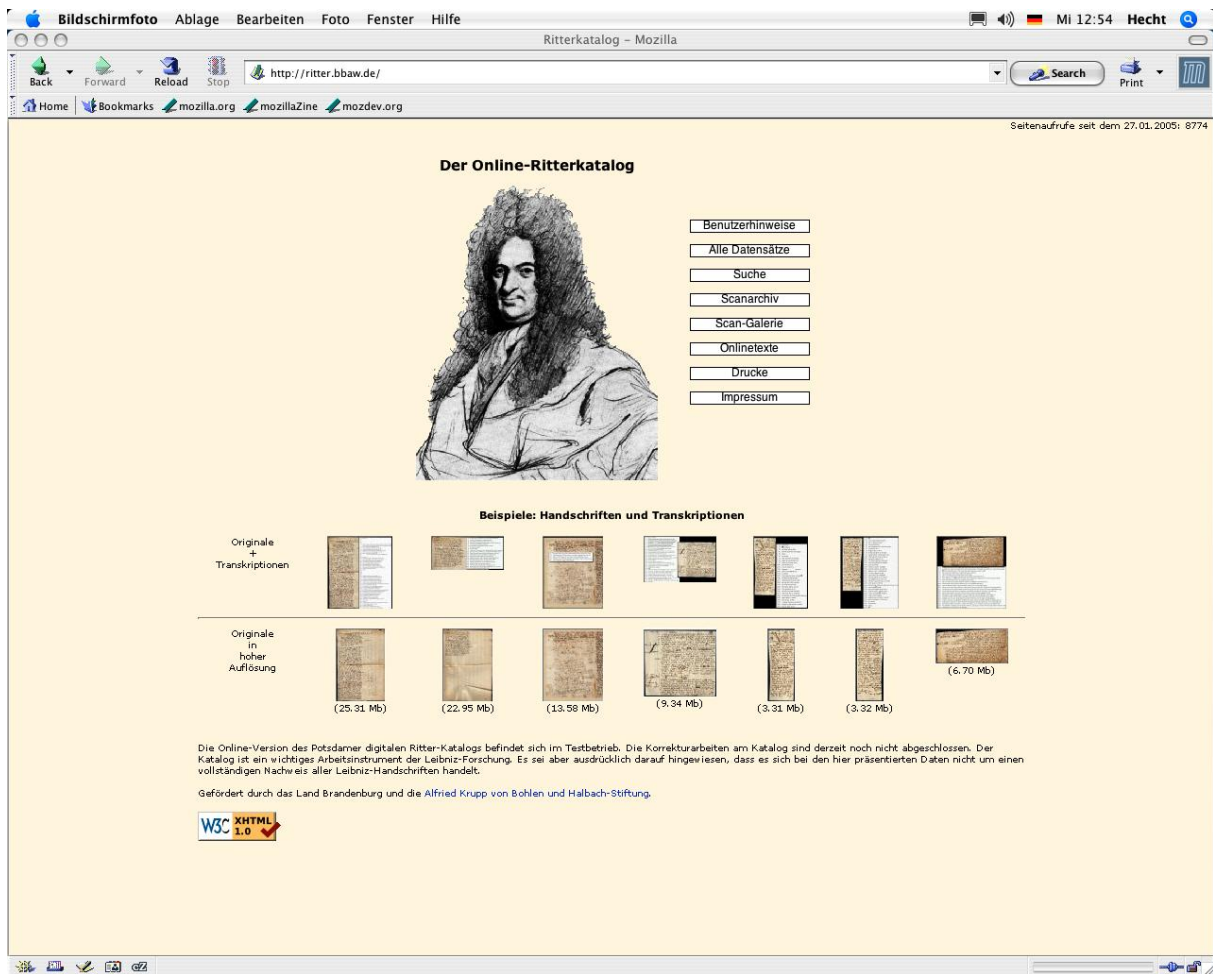 Bildschirmfoto Ablage Bearbeiten Foto Fenster Hilfe Mi 12:54 Hecht
Ritterkatalog – Mozilla
Back Forward Reload Stop http://ritter.bbaw.de/ Search Print
Home Bookmarks mozilla.org mozillaZine mozdev.org
Seitenaufrufe seit dem 27.01.2005: 8774
Der Online-Ritterkatalog
Benutzerhinweise
Alle Datensätze
Suche
Scanarchiv
Scan-Galerie
Onlinetexte
Drucke
Impressum
Beispiele: Handschriften und Transkriptionen
Originale
+
Transkriptionen
Originale
in
hoher
Auflösung
(25.31 Mb) (22.95 Mb) (13.58 Mb) (9.34 Mb) (3.31 Mb) (3.32 Mb) (6.70 Mb)
Die Online-Version des Potsdamer digitalen Ritter-Katalogs befindet sich im Testbetrieb. Die Korrekturarbeiten am Katalog sind derzeit noch nicht abgeschlossen. Der
Katalog ist ein wichtiges Arbeitsinstrument der Leibniz-Forschung. Es sei aber ausdrücklich darauf hingewiesen, dass es sich bei den hier präsentierten Daten nicht um einen
vollständigen Nachweis aller Leibniz-Handschriften handelt.
Gefördert durch das Land Brandenburg und die Alfried Krupp von Bohlen und Halbach-Stiftung.
W3C XHTML
1.0